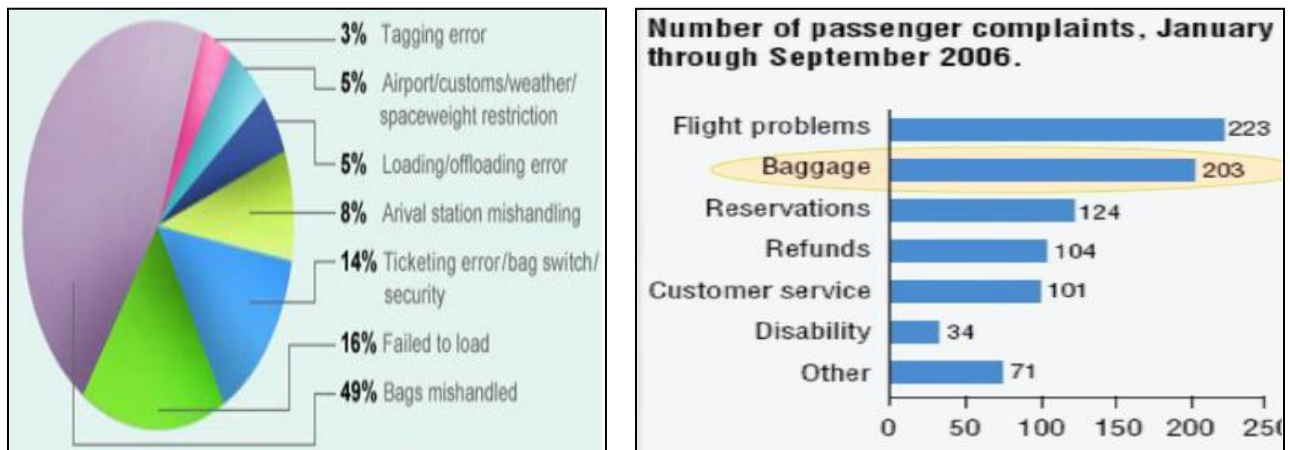 3% Tagging error
5% Airport/customs/weather/
spaceweight restriction
5% Loading/offloading error
8% Arival station mishandling
14% Ticketing error/bag switch/
security
16% Failed to load
49% Bags mishandled
Number of passenger complaints, January
through September 2006.
Flight problems 223
Baggage 203
Reservations 124
Refunds 104
Customer service 101
Disability 34
Other 71
0 50 100 150 200 250